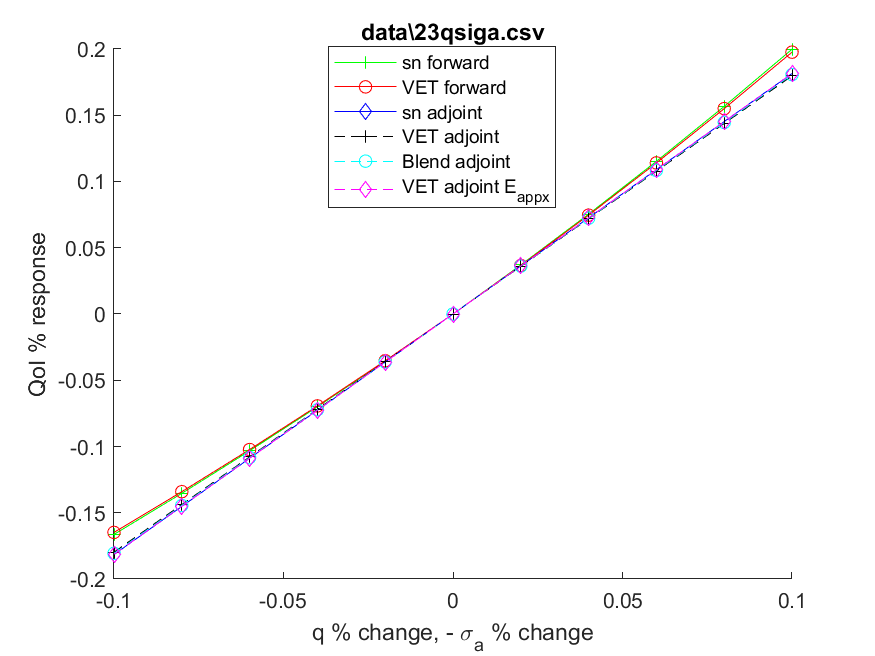 data\23qsiga.csv
sn forward
VET forward
sn adjoint
VET adjoint
Blend adjoint
VET adjoint E_appx
0.2
0.15
0.1
0.05
0
-0.05
-0.1
-0.15
-0.2
QoI % response
-0.1
-0.05
0
0.05
0.1
q % change, - σ_a % change